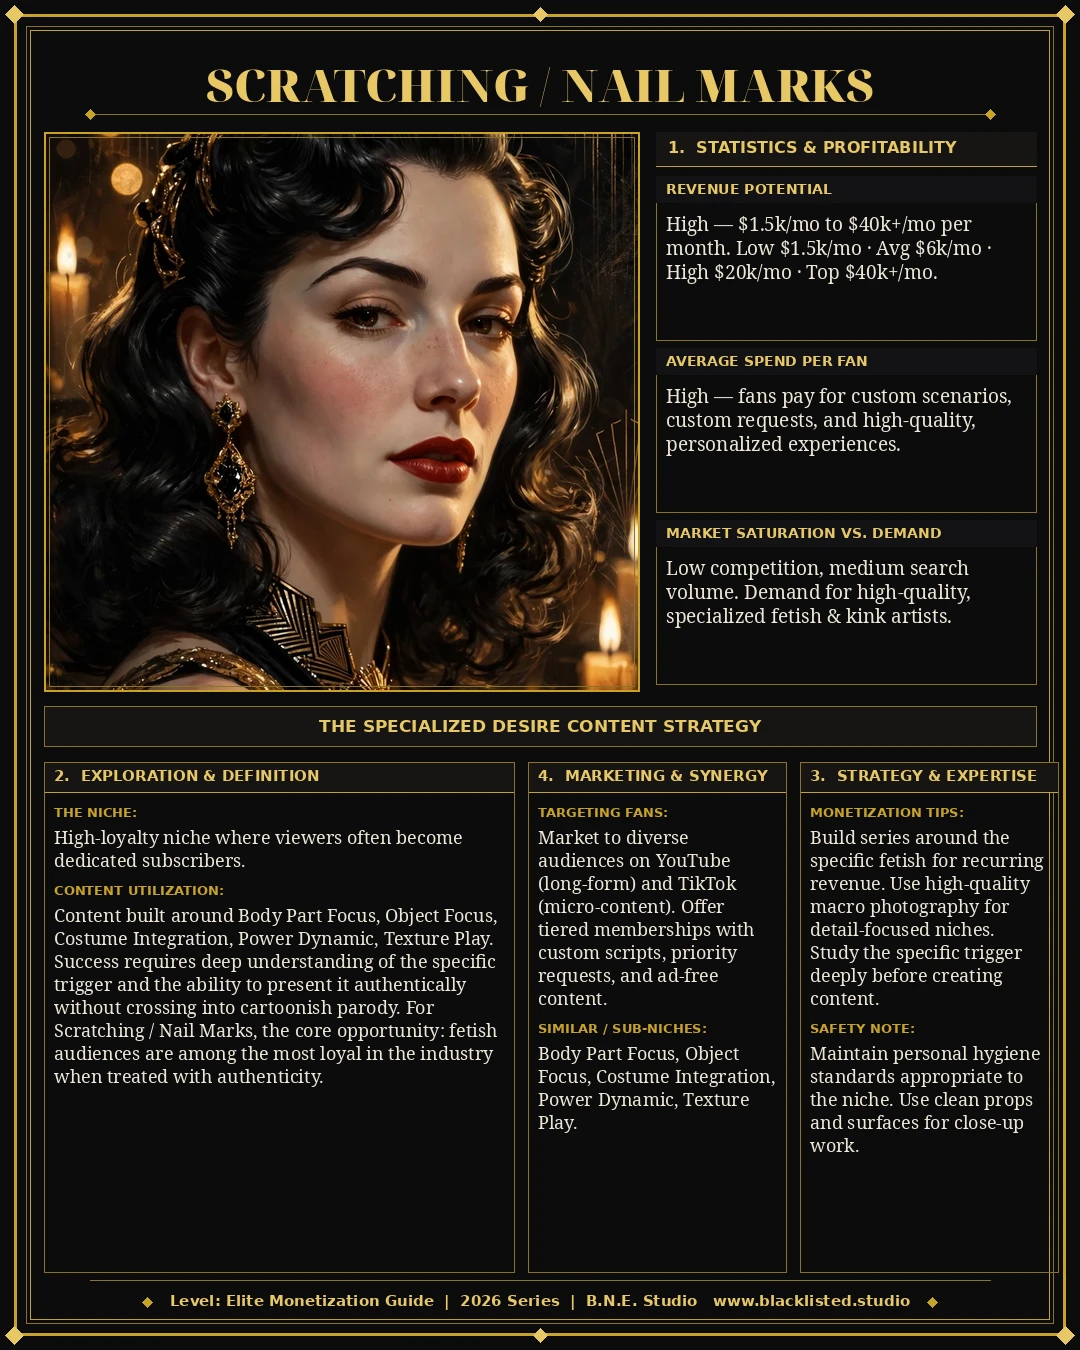 SCRATCHING / NAIL MARKS
1. STATISTICS & PROFITABILITY
REVENUE POTENTIAL
High — $1.5k/mo to $40k+/mo per
month. Low $1.5k/mo · Avg $6k/mo ·
High $20k/mo · Top $40k+/mo.
AVERAGE SPEND PER FAN
High — fans pay for custom scenarios,
custom requests, and high-quality,
personalized experiences.
MARKET SATURATION VS. DEMAND
Low competition, medium search
volume. Demand for high-quality,
specialized fetish & kink artists.
THE SPECIALIZED DESIRE CONTENT STRATEGY
2. EXPLORATION & DEFINITION
THE NICHE:
High-loyalty niche where viewers often become
dedicated subscribers.
CONTENT UTILIZATION:
Content built around Body Part Focus, Object Focus,
Costume Integration, Power Dynamic, Texture Play.
Success requires deep understanding of the specific
trigger and the ability to present it authentically
without crossing into cartoonish parody. For
Scratching / Nail Marks, the core opportunity: fetish
audiences are among the most loyal in the industry
when treated with authenticity.
4. MARKETING & SYNERGY
TARGETING FANS:
Market to diverse
audiences on YouTube
(long-form) and TikTok
(micro-content). Offer
tiered memberships with
custom scripts, priority
requests, and ad-free
content.
SIMILAR / SUB-NICHES:
Body Part Focus, Object
Focus, Costume Integration,
Power Dynamic, Texture
Play.
3. STRATEGY & EXPERTISE
MONETIZATION TIPS:
Build series around the
specific fetish for recurring
revenue. Use high-quality
macro photography for
detail-focused niches.
Study the specific trigger
deeply before creating
content.
SAFETY NOTE:
Maintain personal hygiene
standards appropriate to
the niche. Use clean props
and surfaces for close-up
work.
Level: Elite Monetization Guide | 2026 Series | B.N.E. Studio www.blacklisted.studio